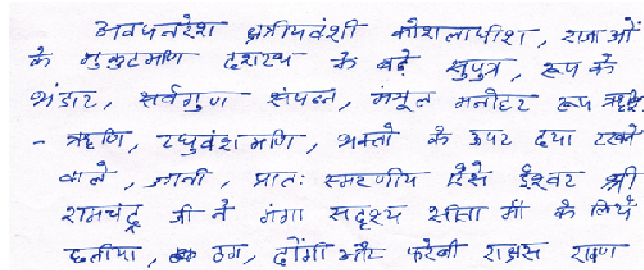 अवधनरेश क्षत्रीयवंशी कोशलाधीश, राजाओं
के मुकुटमणि दशरथ के बड़े सुपुत्र, रूप के
भंडार, सर्वगुण संपन्न, मंजूल मनोहर रूप
ऋषि, रघुवंशमणि, भक्तो के ऊपर दया रखने
वाले, ज्ञानी, प्रातः स्मरणीय ऐसे ईश्वर श्री
रामचंद्र जी ने गंगा सदृश्य सीता माँ के लिये
छलीया, ठग, ढोंगी और फरेबी राक्षस रावण